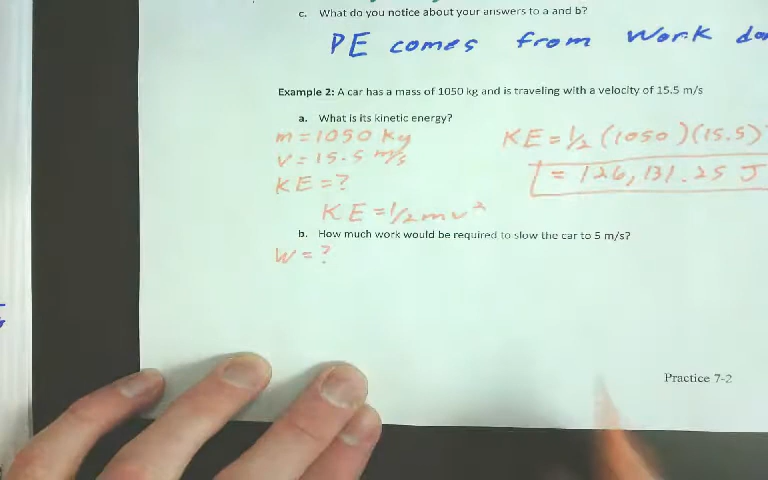 c. What do you notice about your answers to a and b?
PE comes from Work
Example 2: A car has a mass of 1050 kg and is traveling with a velocity of 15.5 m/s
a. What is its kinetic energy?
m = 1050 kg
v = 15.5 m/s
KE = ?
KE = 1/2 mv²
KE = 1/2 (1050)(15.5)
= 126,131.25 J
b. How much work would be required to slow the car to 5 m/s?
W = ?
Practice 7-2